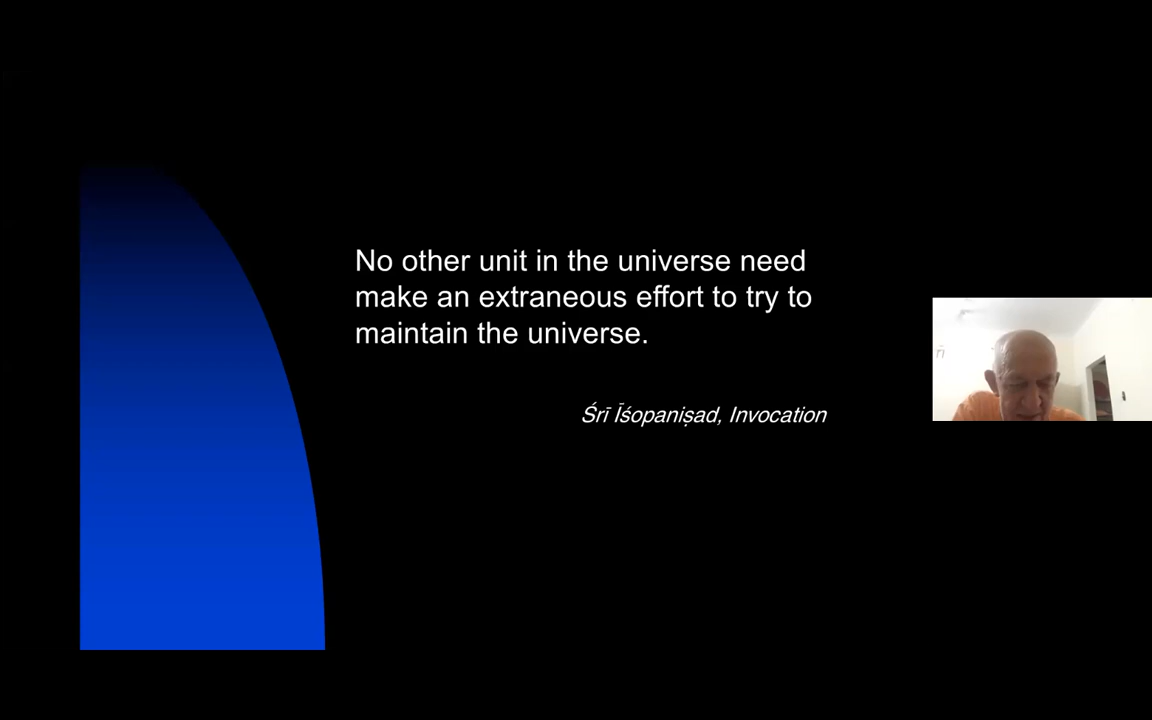 No other unit in the universe need
make an extraneous effort to try to
maintain the universe.
Śrī Īśopaniṣad, Invocation